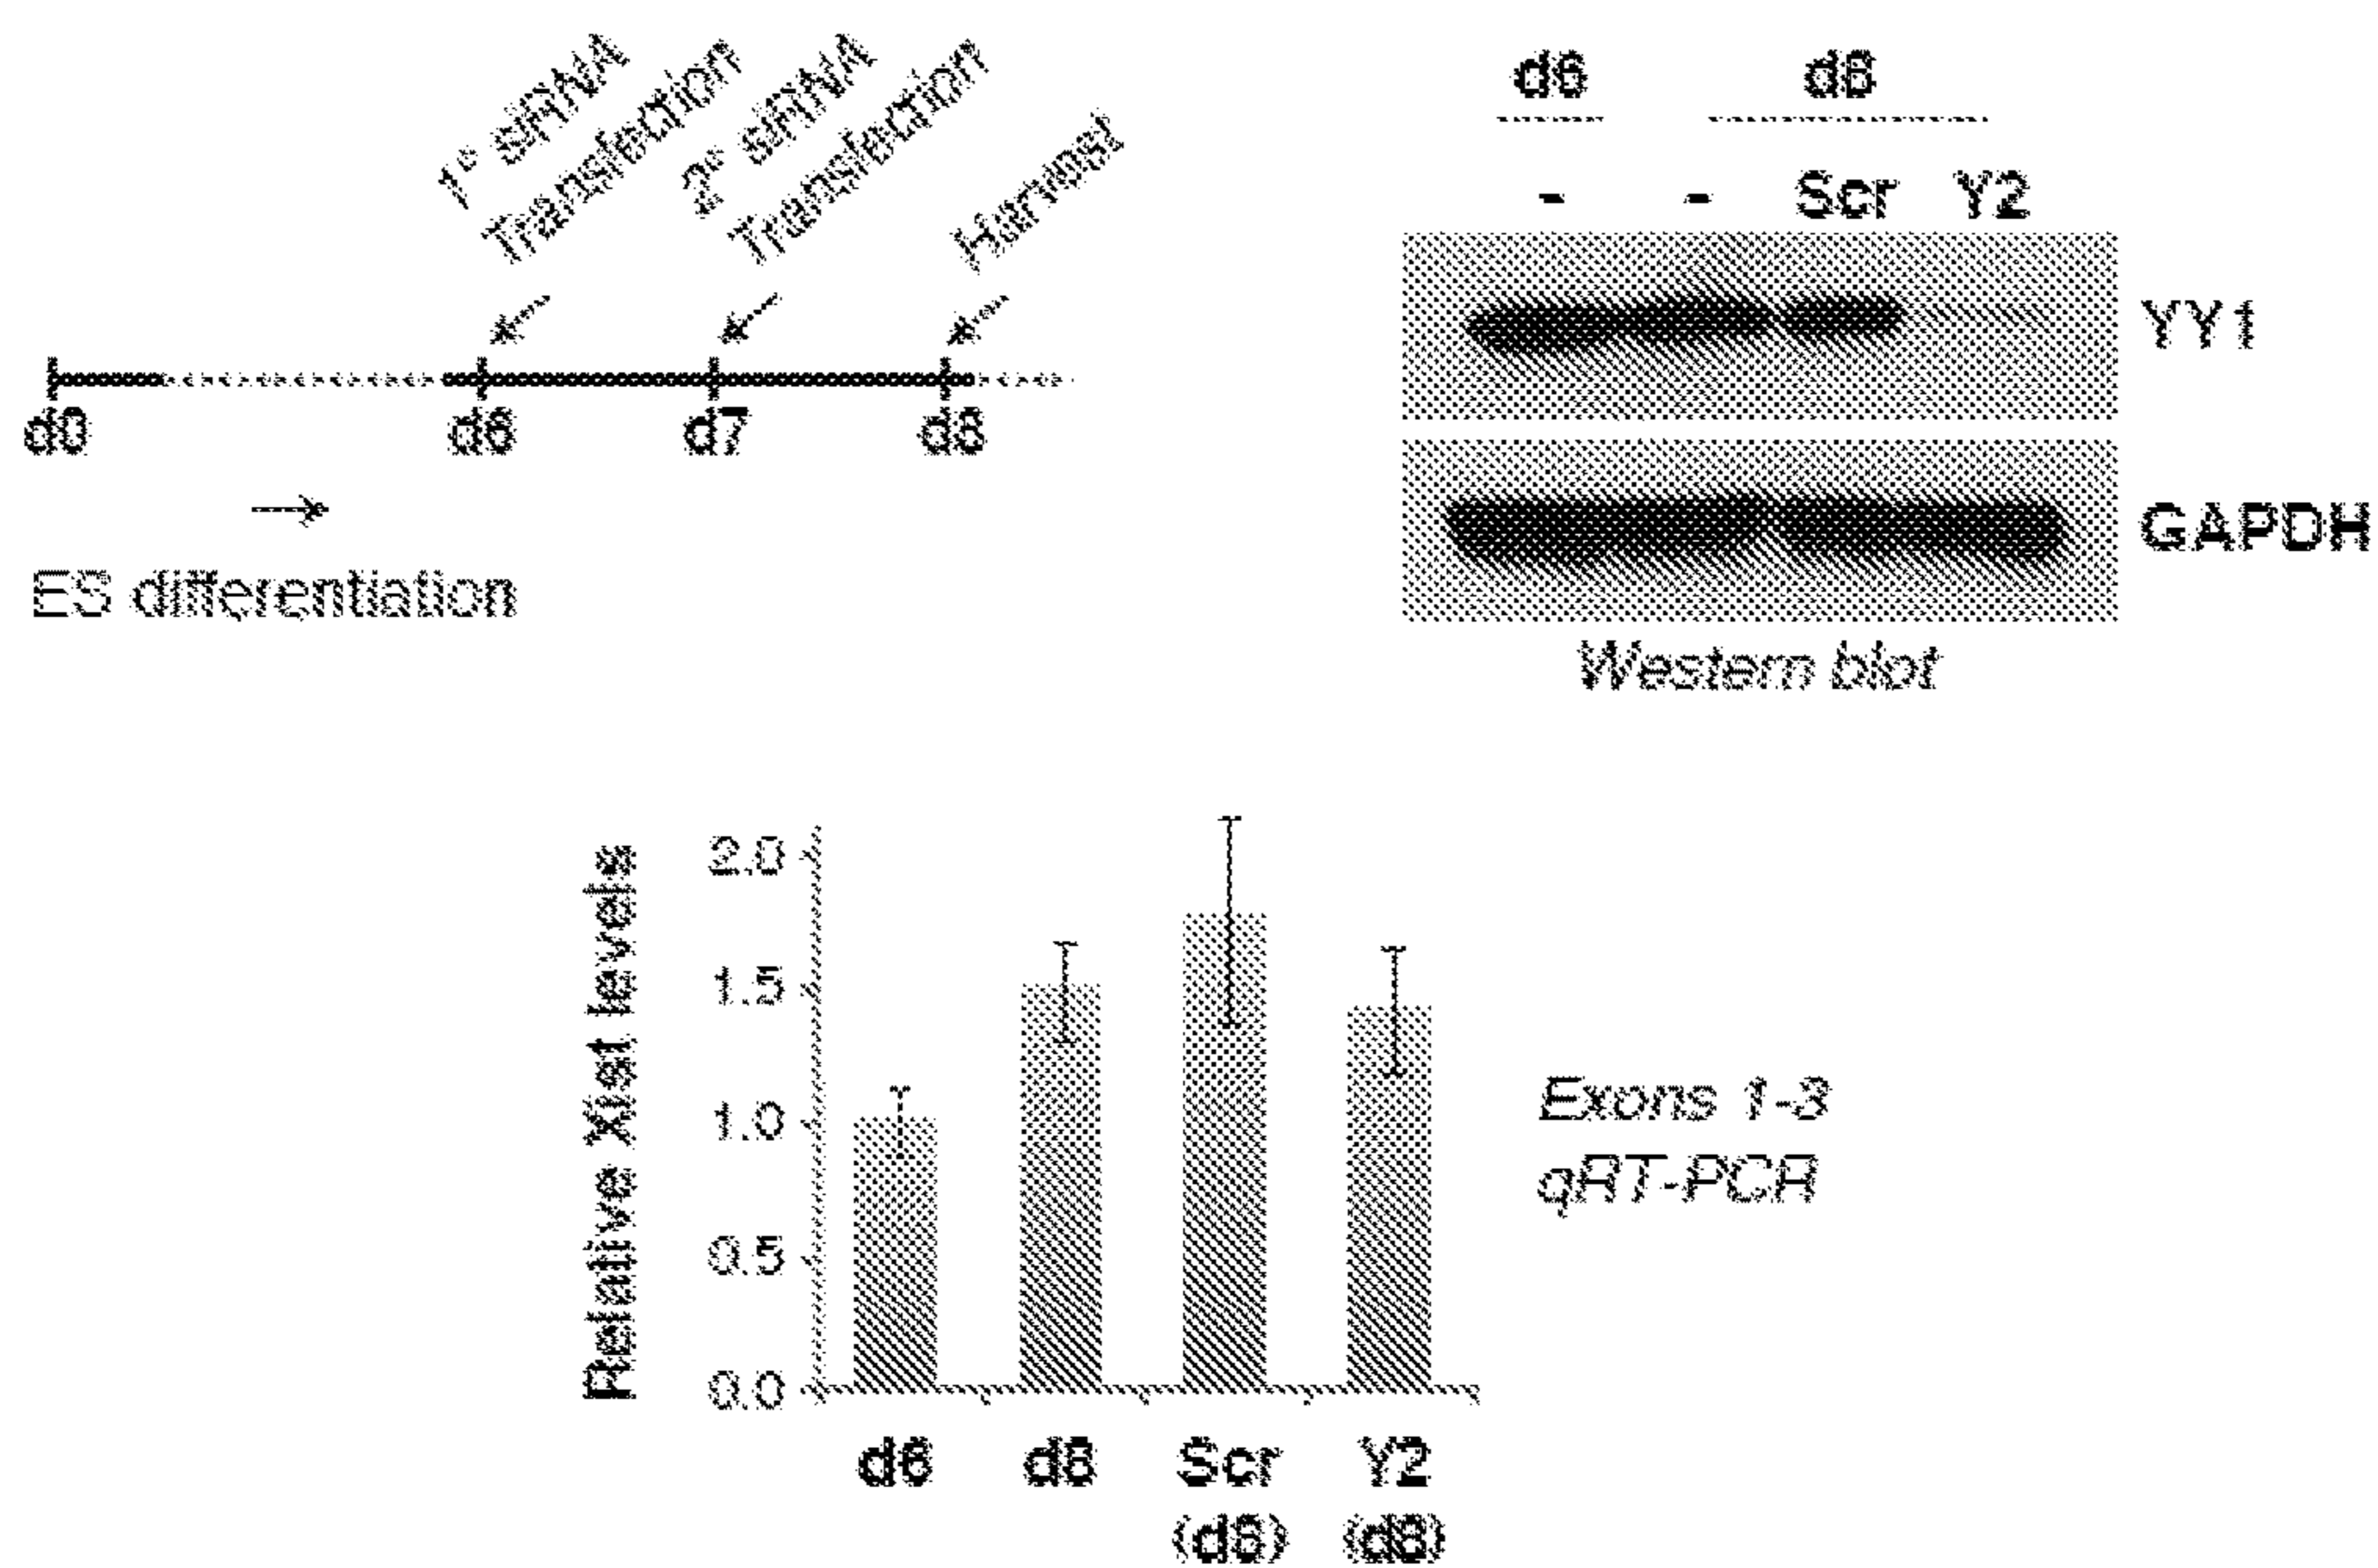 1° siRNA
Transfection
2° siRNA
Transfection
Harvest
d0 d6 d7 d8
ES differentiation
d6 d8
- - Scr Y2
YY1
GAPDH
Western blot
Relative Xist levels
2.0
1.5
1.0
0.5
0.0
d6 d8 Scr Y2
(d8) (d8)
Exons 1-3
qRT-PCR